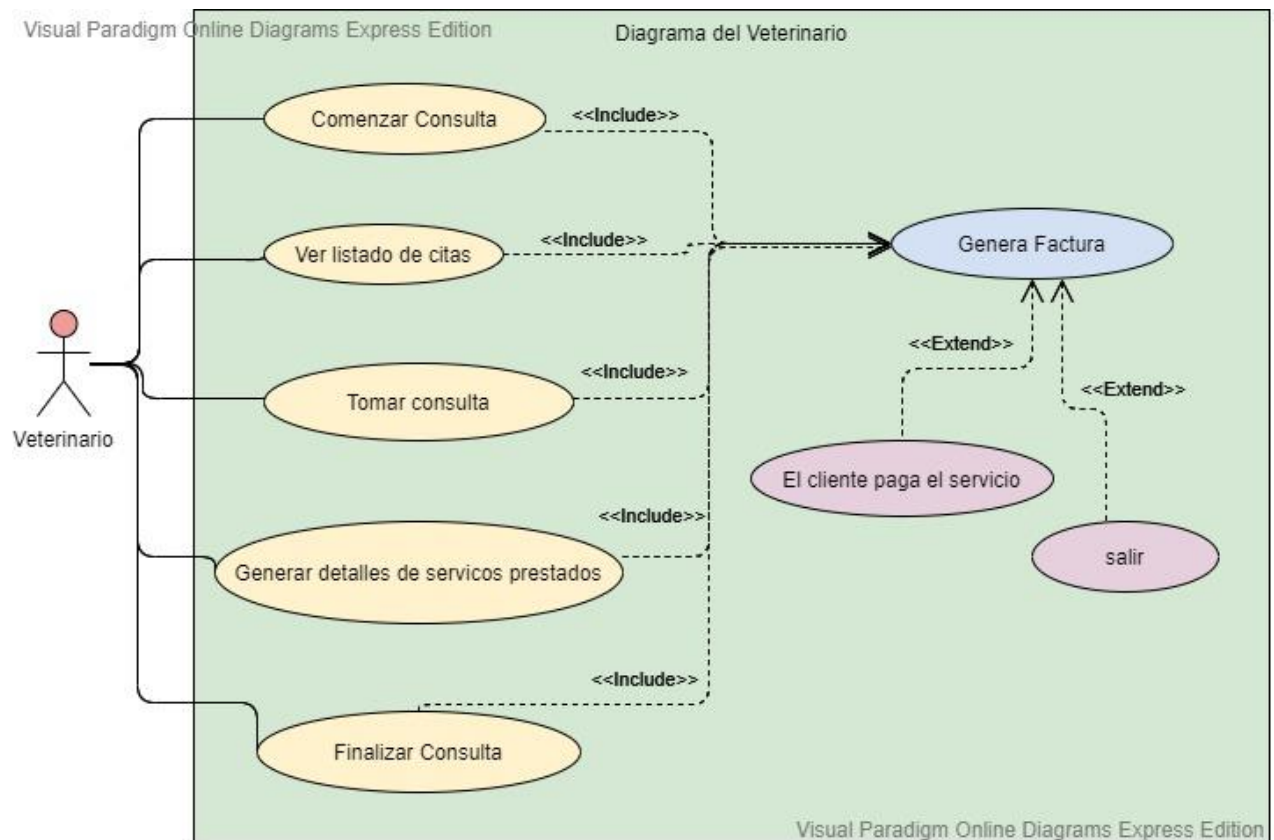 Visual Paradigm Online Diagrams Express Edition
Diagrama del Veterinario
Comenzar Consulta
<<Include>>
Ver listado de citas
<<Include>>
Genera Factura
<<Extend>>
<<Include>>
<<Extend>>
Tomar consulta
Veterinario
El cliente paga el servicio
<<Include>>
Generar detalles de servicos prestados
salir
<<Include>>
Finalizar Consulta
Visual Paradigm Online Diagrams Express Edition